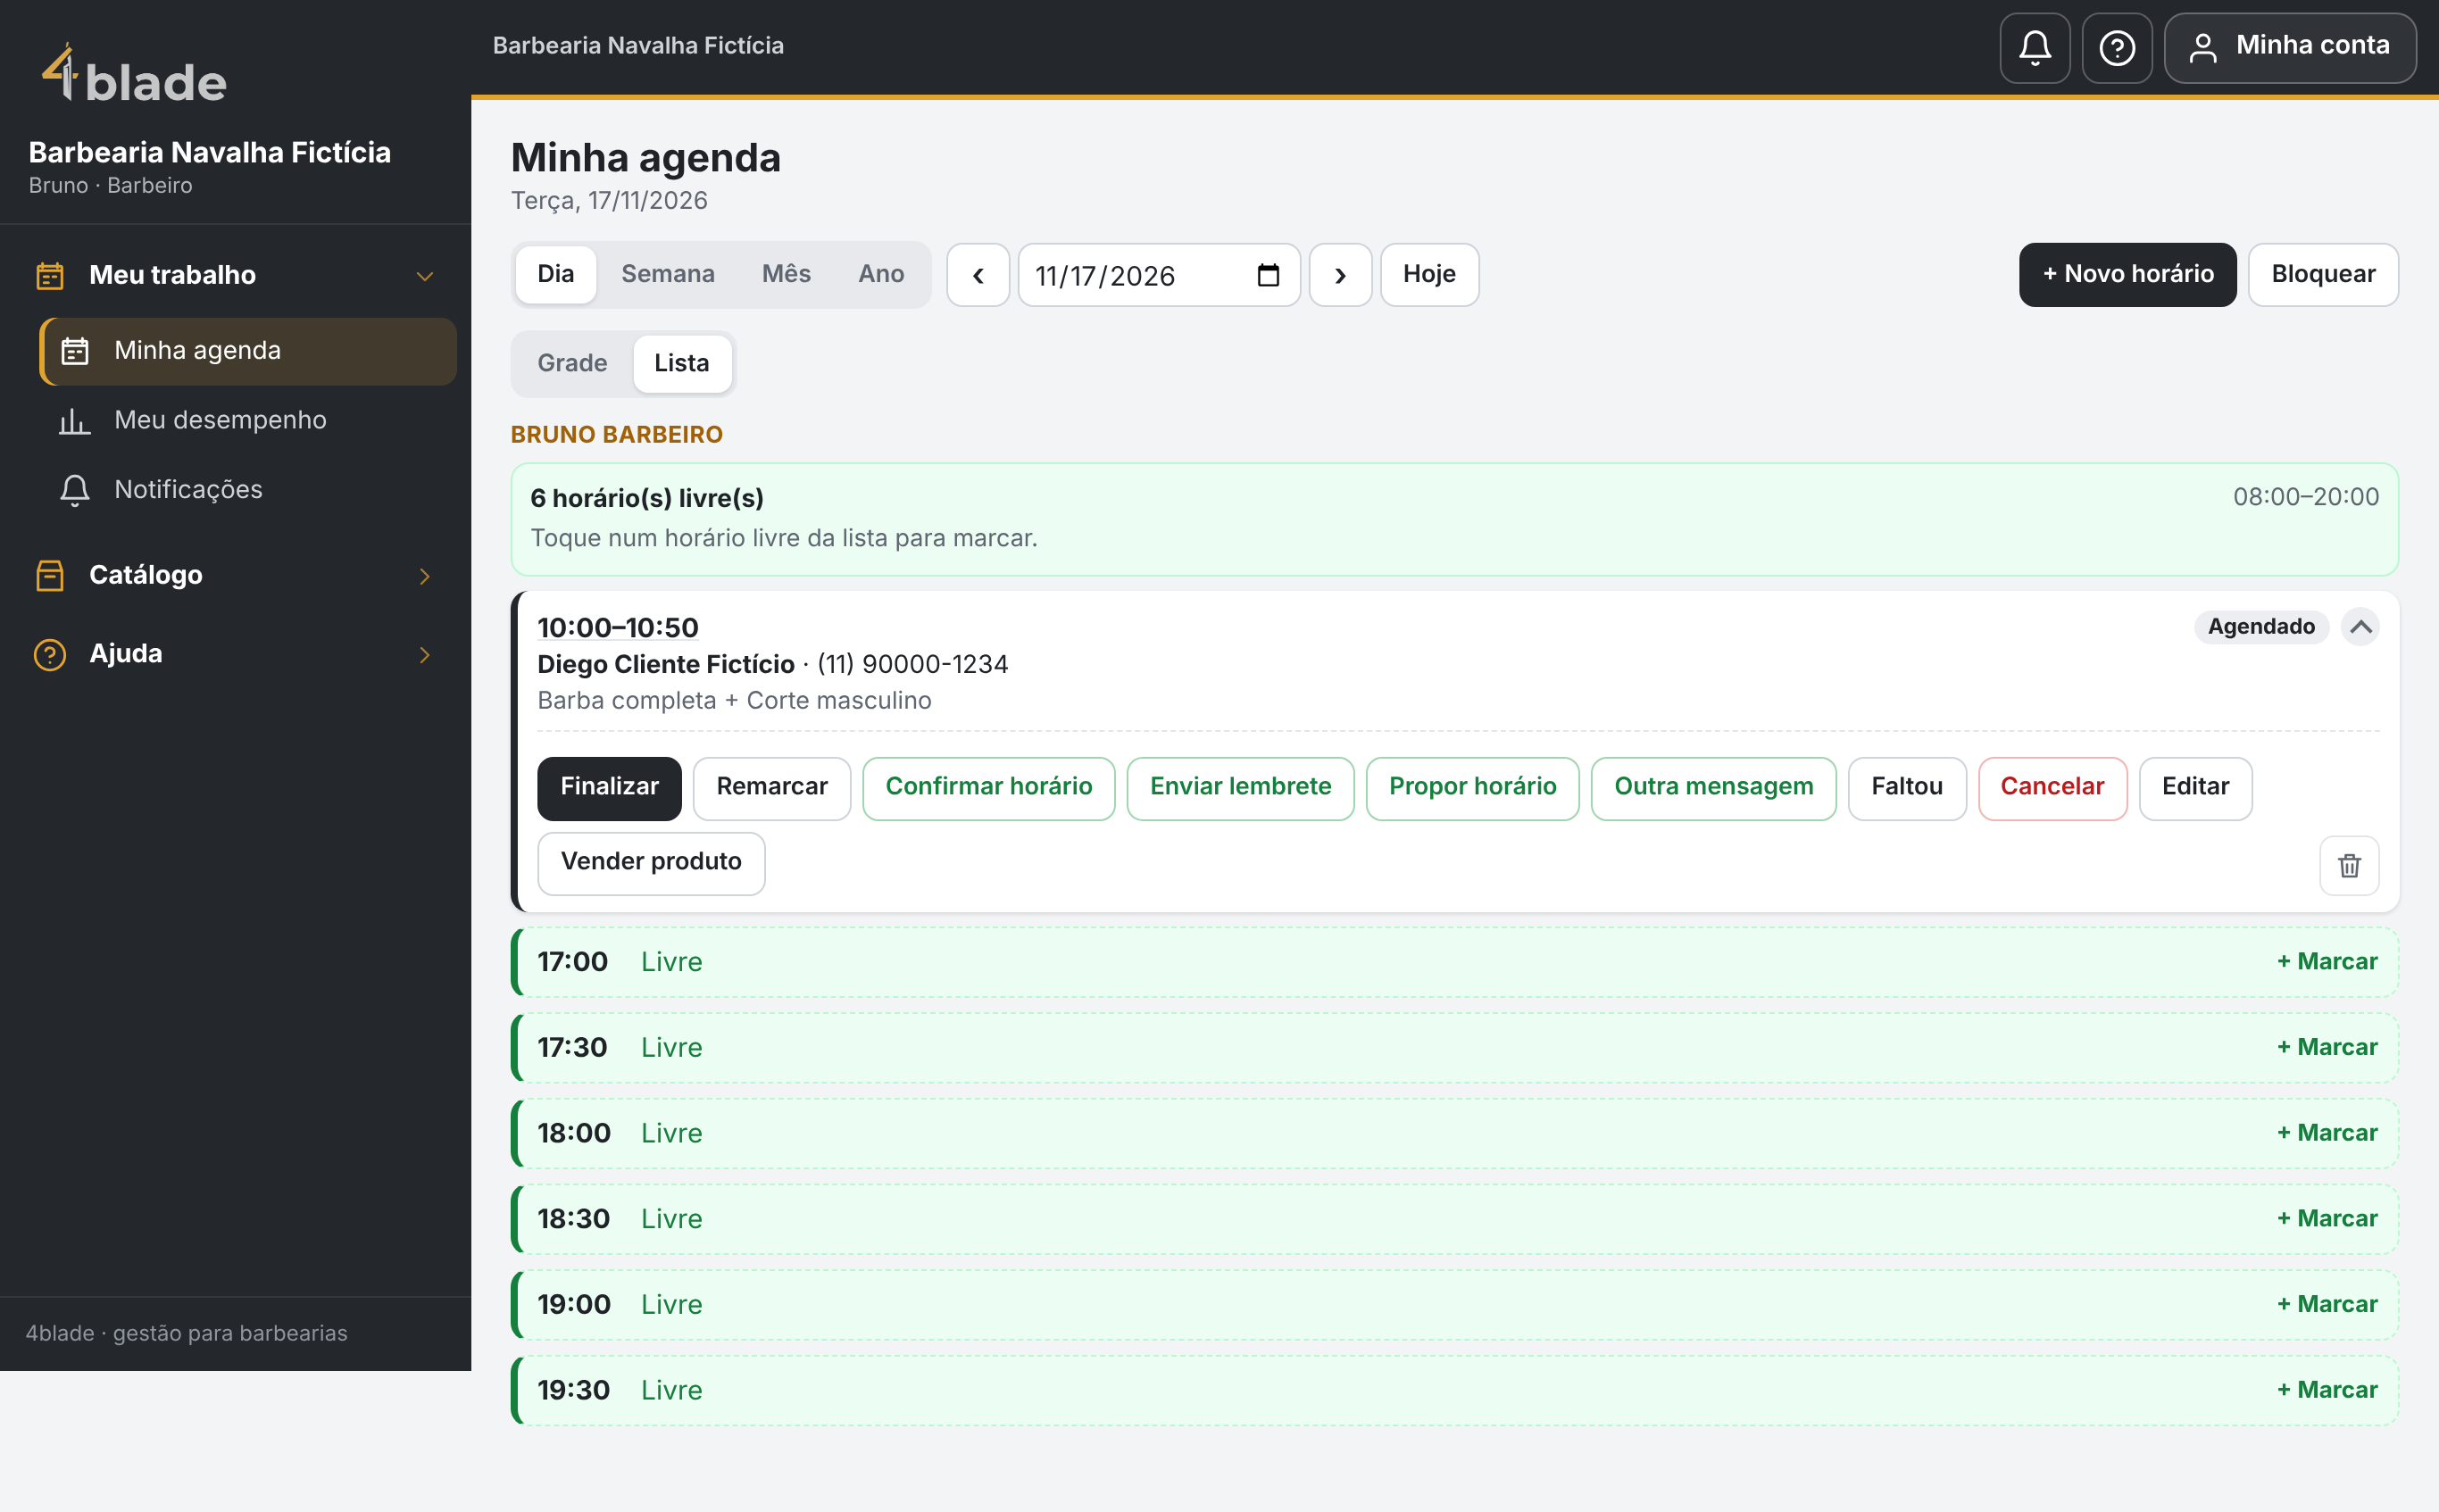 4blade
Barbearia Navalha Fictícia
Bruno · Barbeiro
Meu trabalho
Minha agenda
Meu desempenho
Notificações
Catálogo
Ajuda
4blade · gestão para barbearias
Barbearia Navalha Fictícia
Minha conta
Minha agenda
Terça, 17/11/2026
Dia Semana Mês Ano ‹ 11/17/2026 › Hoje + Novo horário Bloquear
Grade Lista
BRUNO BARBEIRO
6 horário(s) livre(s) 08:00–20:00
Toque num horário livre da lista para marcar.
10:00–10:50 Agendado
Diego Cliente Fictício · (11) 90000-1234
Barba completa + Corte masculino
Finalizar Remarcar Confirmar horário Enviar lembrete Propor horário Outra mensagem Faltou Cancelar Editar
Vender produto
17:00 Livre + Marcar
17:30 Livre + Marcar
18:00 Livre + Marcar
18:30 Livre + Marcar
19:00 Livre + Marcar
19:30 Livre + Marcar